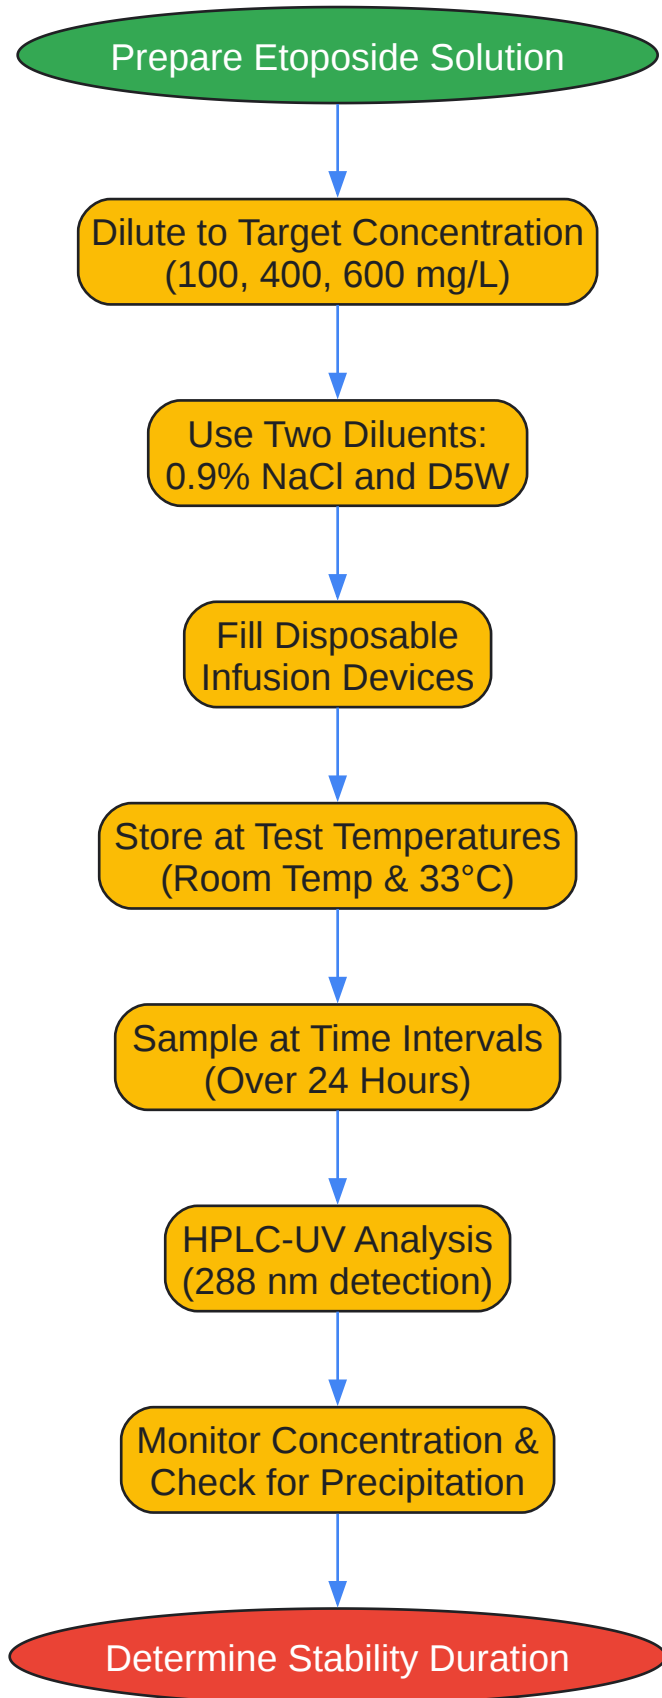 Prepare Etoposide Solution
Dilute to Target Concentration
(100, 400, 600 mg/L)
Use Two Diluents:
0.9% NaCl and D5W
Fill Disposable
Infusion Devices
Store at Test Temperatures
(Room Temp & 33°C)
Sample at Time Intervals
(Over 24 Hours)
HPLC-UV Analysis
(288 nm detection)
Monitor Concentration &
Check for Precipitation
Determine Stability Duration